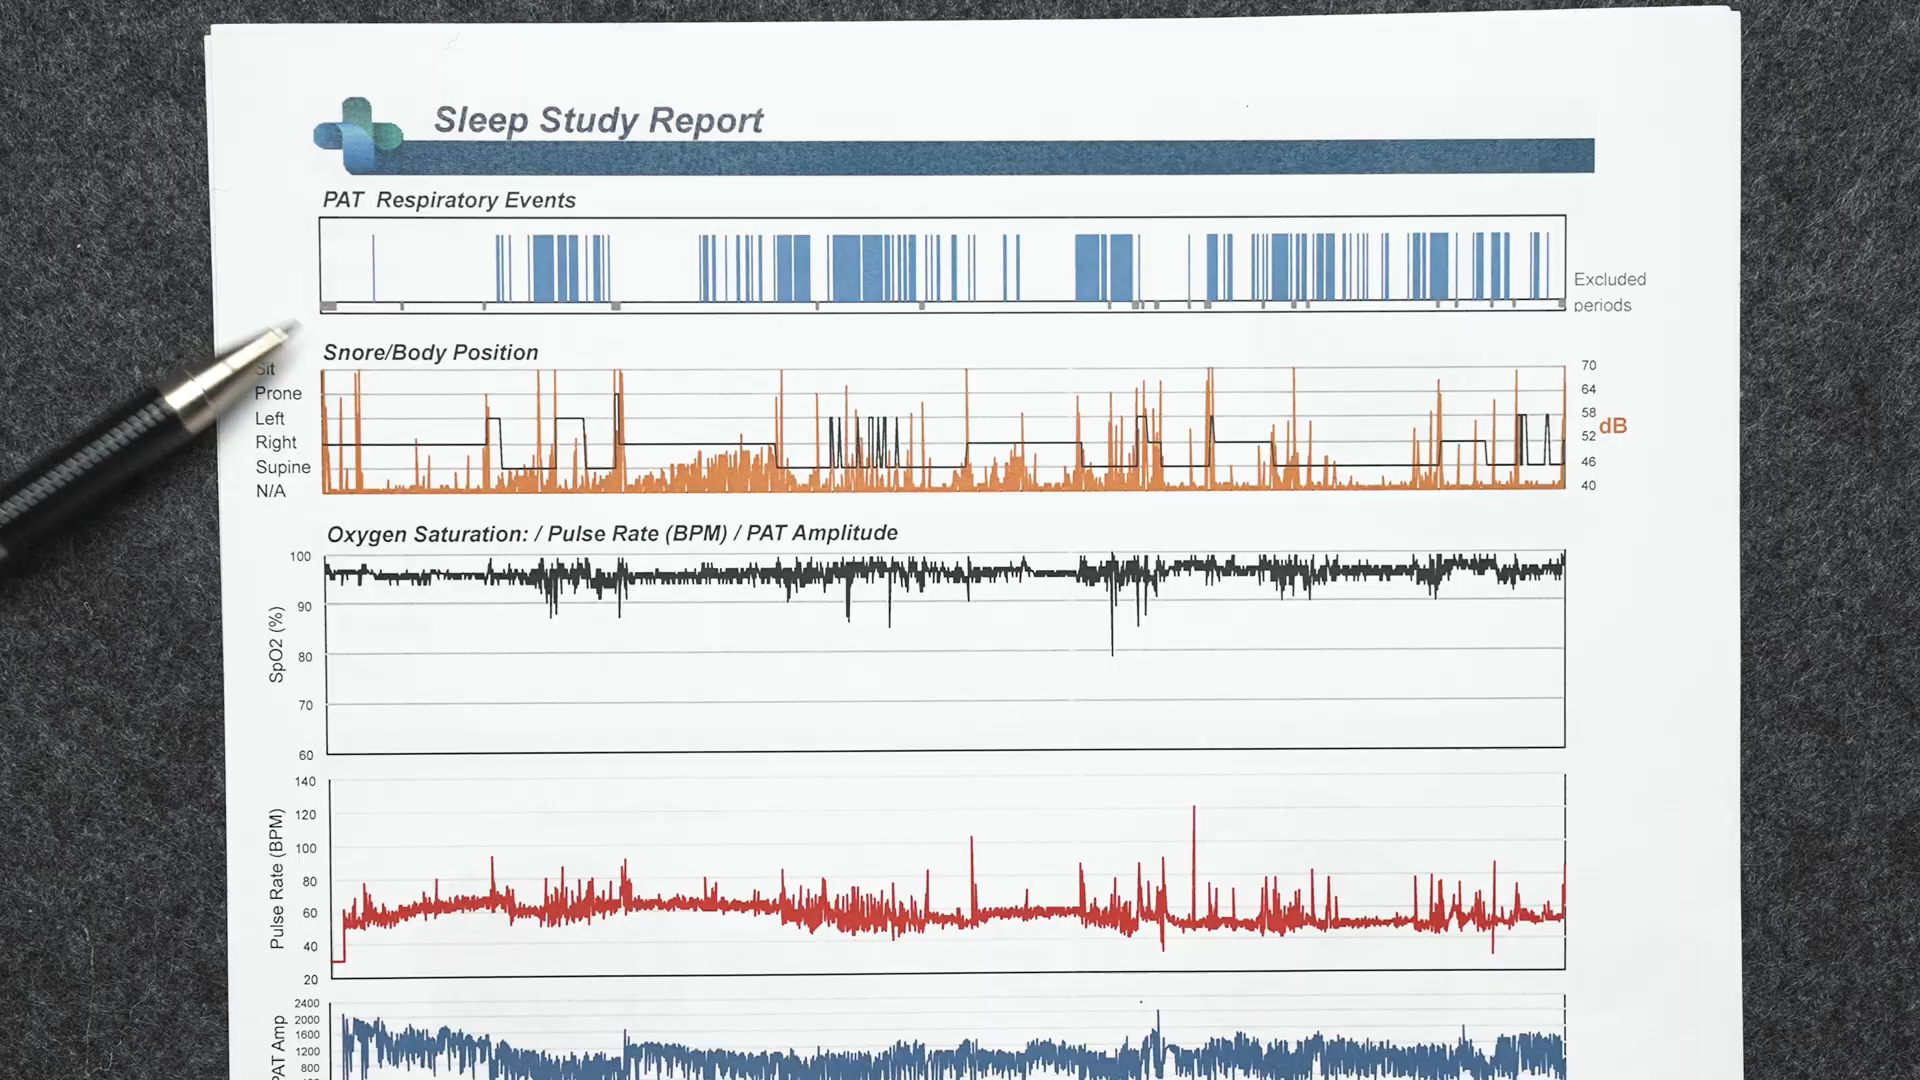 Sleep Study Report
PAT Respiratory Events
Excluded
periods
Snore/Body Position
Sit
Prone
Left
Right
Supine
N/A
70
64
58
52
46
40
dB
Oxygen Saturation: / Pulse Rate (BPM) / PAT Amplitude
SpO2 (%)
100
90
80
70
60
Pulse Rate (BPM)
140
120
100
80
60
40
20
PAT Amp
2400
2000
1600
1200
800